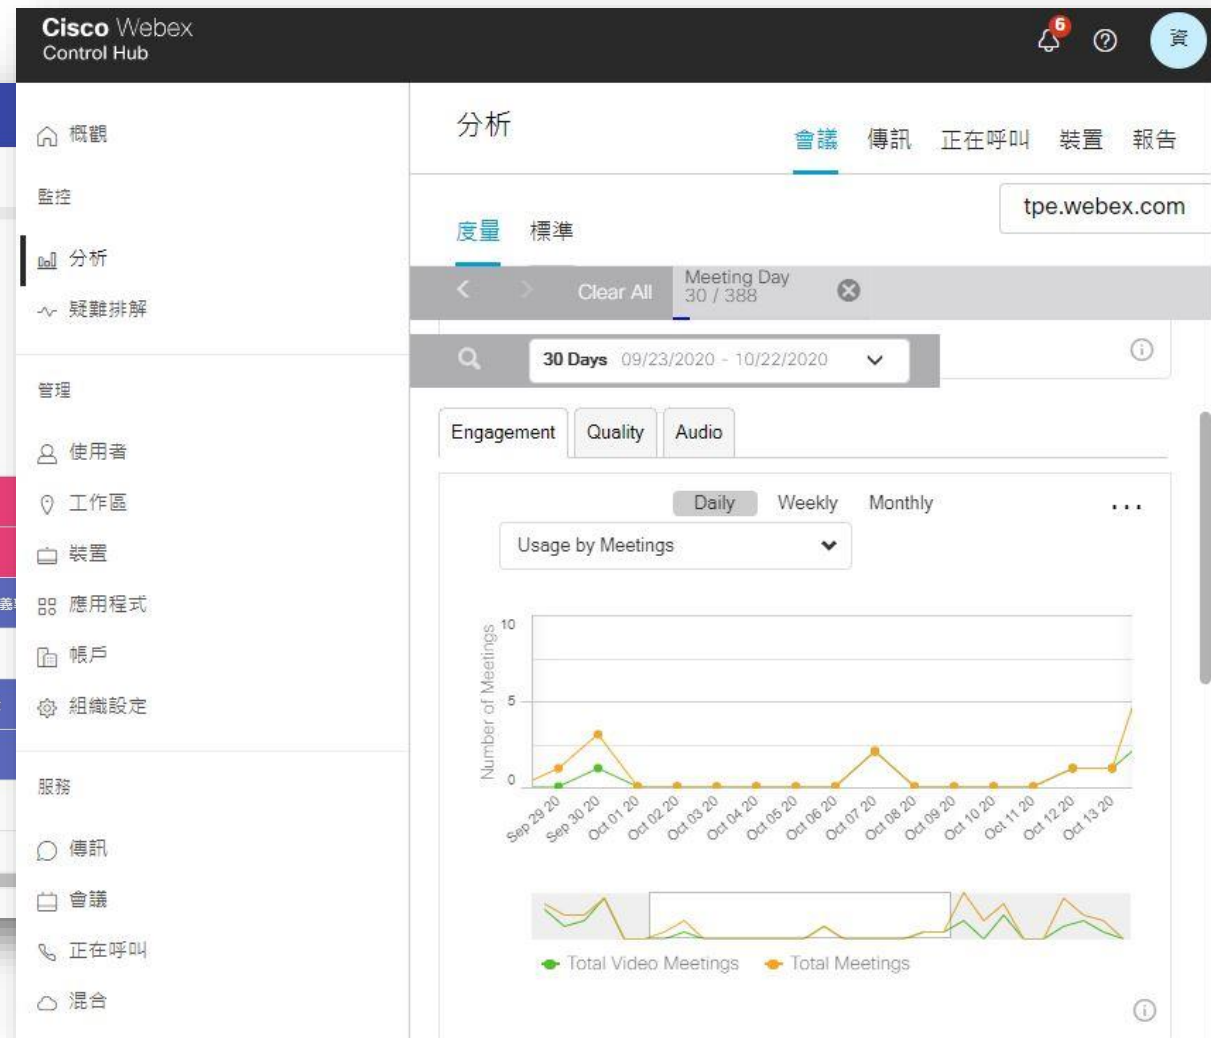 Cisco Webex
Control Hub
6
資
概觀
監控
分析
疑難排解
管理
使用者
工作區
裝置
應用程式
帳戶
組織設定
服務
傳訊
會議
正在呼叫
混合
分析
會議 傳訊 正在呼叫 裝置 報告
tpe.webex.com
度量 標準
Clear All
Meeting Day
30 / 388
30 Days 09/23/2020 - 10/22/2020
Engagement Quality Audio
Daily Weekly Monthly
...
Usage by Meetings
Number of Meetings
10
5
0
Sep 29 20 Sep 30 20 Oct 01 20 Oct 02 20 Oct 03 20 Oct 04 20 Oct 05 20 Oct 06 20 Oct 07 20 Oct 08 20 Oct 09 20 Oct 10 20 Oct 11 20 Oct 12 20 Oct 13 20
Total Video Meetings Total Meetings